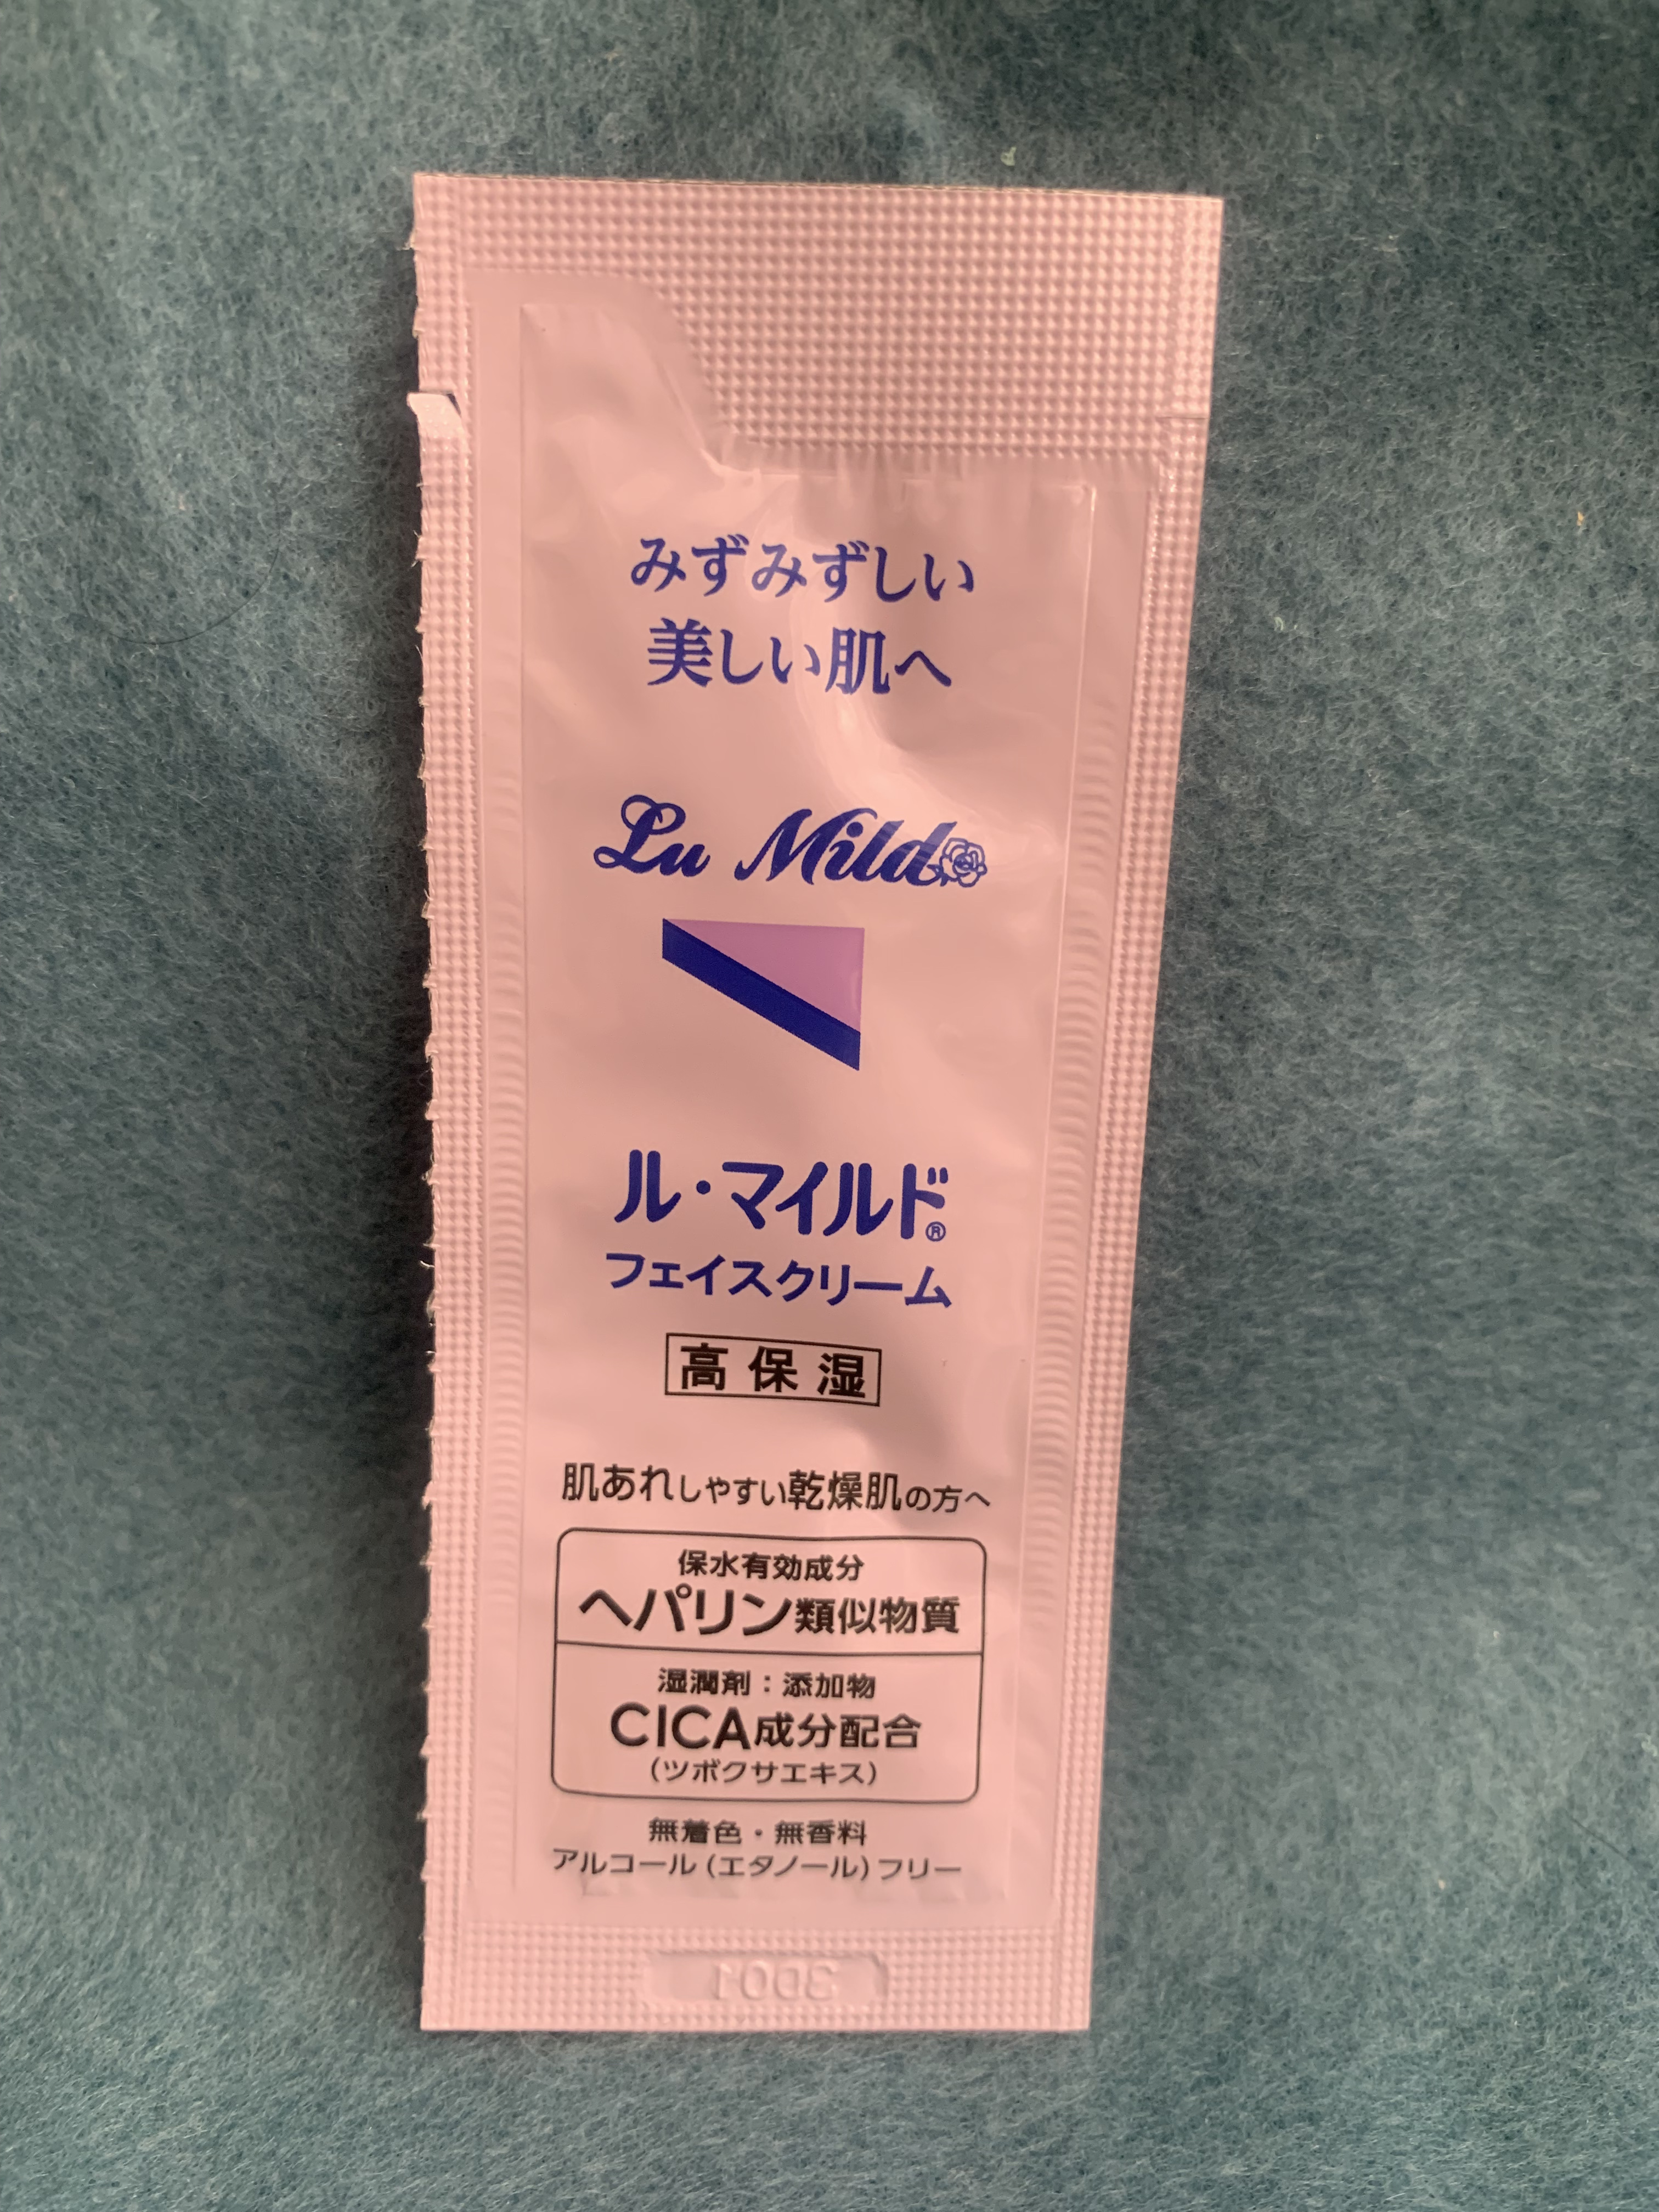 みずみずしい
美しい肌へ
Lu Mild
ル・マイルド®
フェイスクリーム
高保湿
肌あれしやすい乾燥肌の方へ
保水有効成分
ヘパリン類似物質
湿潤剤：添加物
CICA成分配合
（ツボクサエキス）
無着色・無香料
アルコール（エタノール）フリー